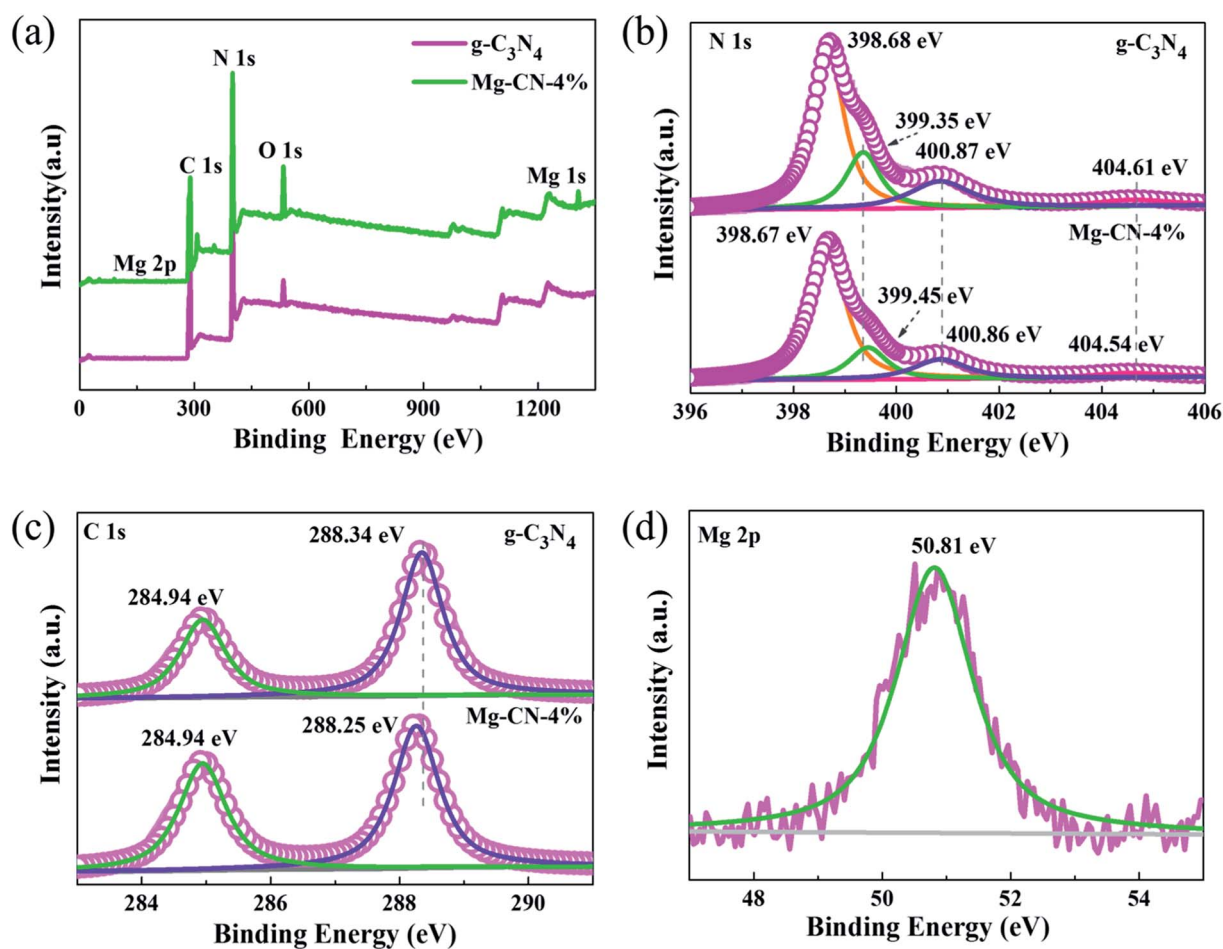 (a)
g-C3N4
Mg-CN-4%
N 1s
C 1s
O 1s
Mg 1s
Mg 2p
Intensity(a.u)
0 300 600 900 1200
Binding Energy (eV)
(b)
N 1s
398.68 eV
g-C3N4
399.35 eV
400.87 eV
404.61 eV
Mg-CN-4%
398.67 eV
399.45 eV
400.86 eV
404.54 eV
Intensity(a.u.)
396 398 400 402 404 406
Binding Energy (eV)
(c)
C 1s
288.34 eV
g-C3N4
284.94 eV
Mg-CN-4%
288.25 eV
284.94 eV
Intensity (a.u.)
284 286 288 290
Binding Energy (eV)
(d)
Mg 2p
50.81 eV
Intensity (a.u.)
48 50 52 54
Binding Energy (eV)